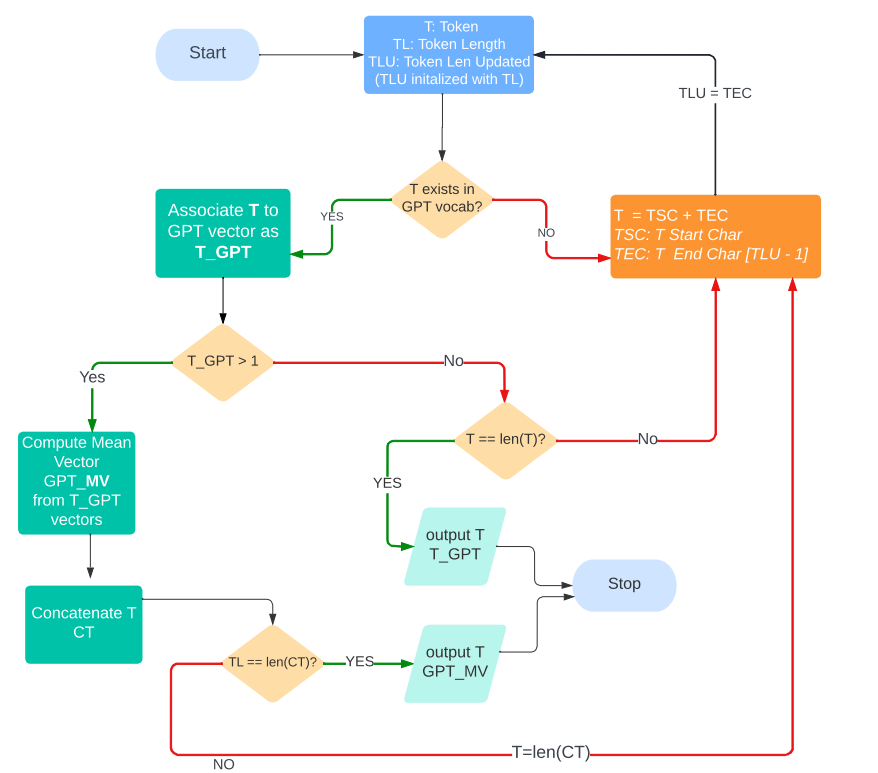 Start
T: Token
TL: Token Length
TLU: Token Len Updated
(TLU initalized with TL)
TLU = TEC
T exists in
GPT vocab?
YES
NO
Associate T to
GPT vector as
T_GPT
T = TSC + TEC
TSC: T Start Char
TEC: T End Char [TLU - 1]
T_GPT > 1
Yes
No
T == len(T)?
No
YES
Compute Mean
Vector
GPT_MV
from T_GPT
vectors
output T
T_GPT
Stop
Concatenate T
CT
TL == len(CT)?
YES
output T
GPT_MV
T=len(CT)
NO